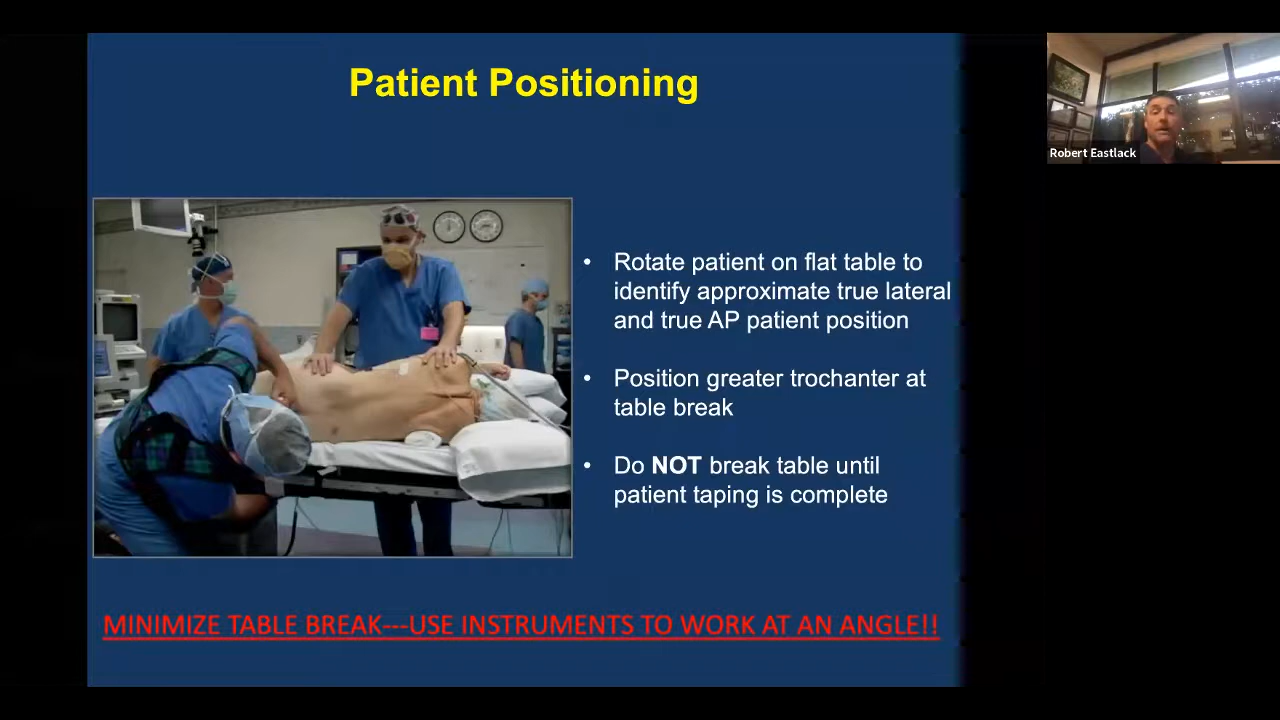 Patient Positioning
Robert Eastlack
• Rotate patient on flat table to
identify approximate true lateral
and true AP patient position
• Position greater trochanter at
table break
• Do NOT break table until
patient taping is complete
MINIMIZE TABLE BREAK---USE INSTRUMENTS TO WORK AT AN ANGLE!!